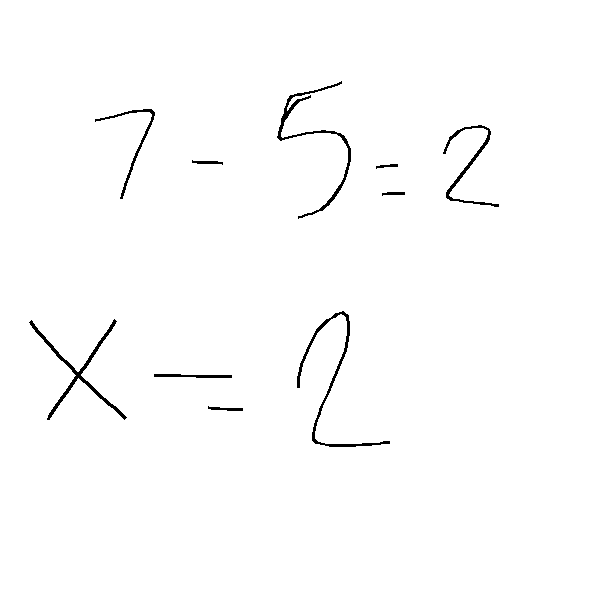 7 - 5 = 2
x = 2